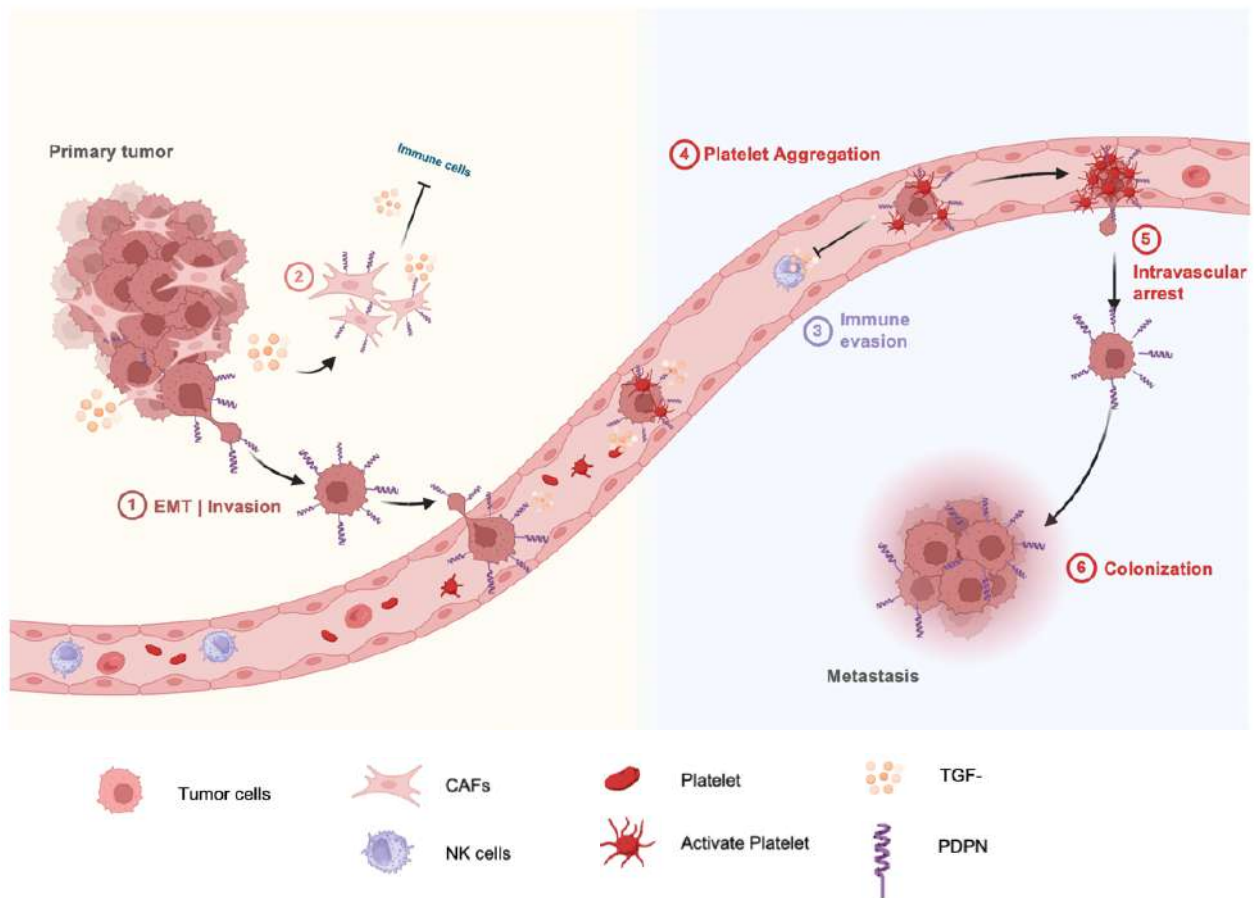 Primary tumor
Immune cells
2
1 EMT | Invasion
4 Platelet Aggregation
3 Immune
evasion
5
Intravascular
arrest
6 Colonization
Metastasis
Tumor cells
CAFs
NK cells
Platelet
Activate Platelet
TGF-
PDPN